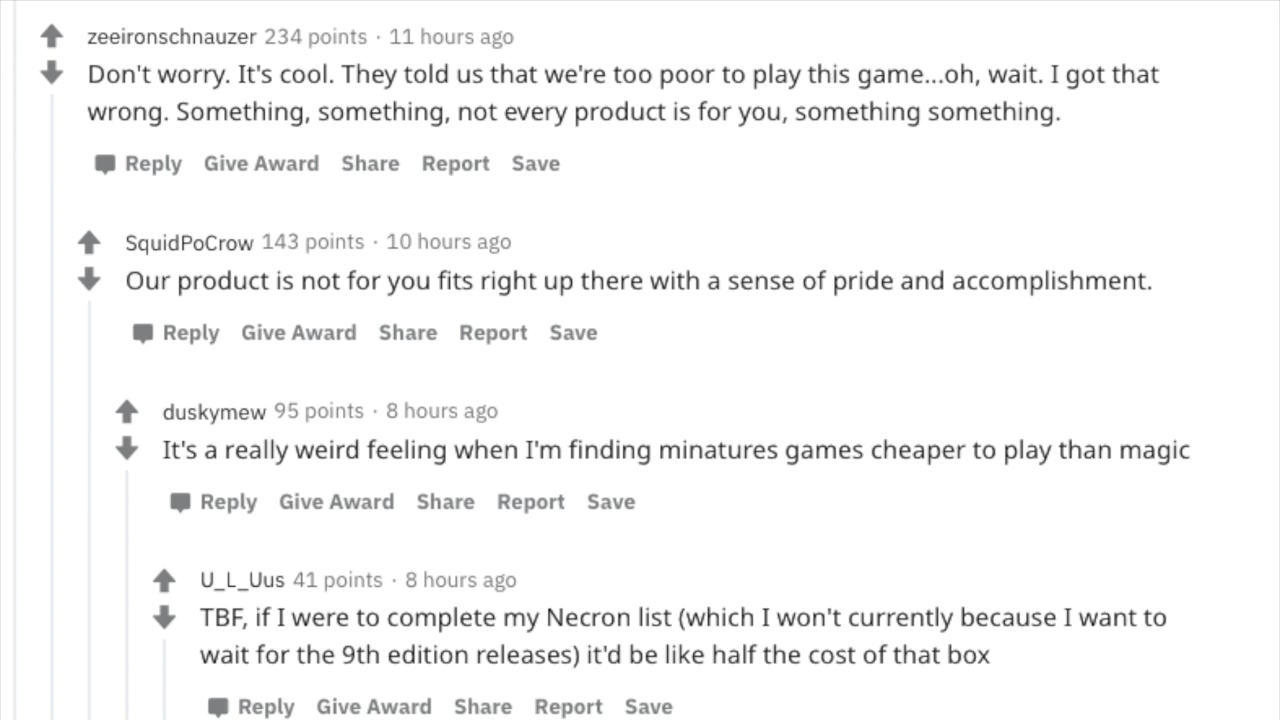 zeeironschnauzer 234 points · 11 hours ago
Don't worry. It's cool. They told us that we're too poor to play this game...oh, wait. I got that
wrong. Something, something, not every product is for you, something something.
Reply Give Award Share Report Save
SquidPoCrow 143 points · 10 hours ago
Our product is not for you fits right up there with a sense of pride and accomplishment.
Reply Give Award Share Report Save
duskymew 95 points · 8 hours ago
It's a really weird feeling when I'm finding minatures games cheaper to play than magic
Reply Give Award Share Report Save
U_L_Uus 41 points · 8 hours ago
TBF, if I were to complete my Necron list (which I won't currently because I want to
wait for the 9th edition releases) it'd be like half the cost of that box
Reply Give Award Share Report Save